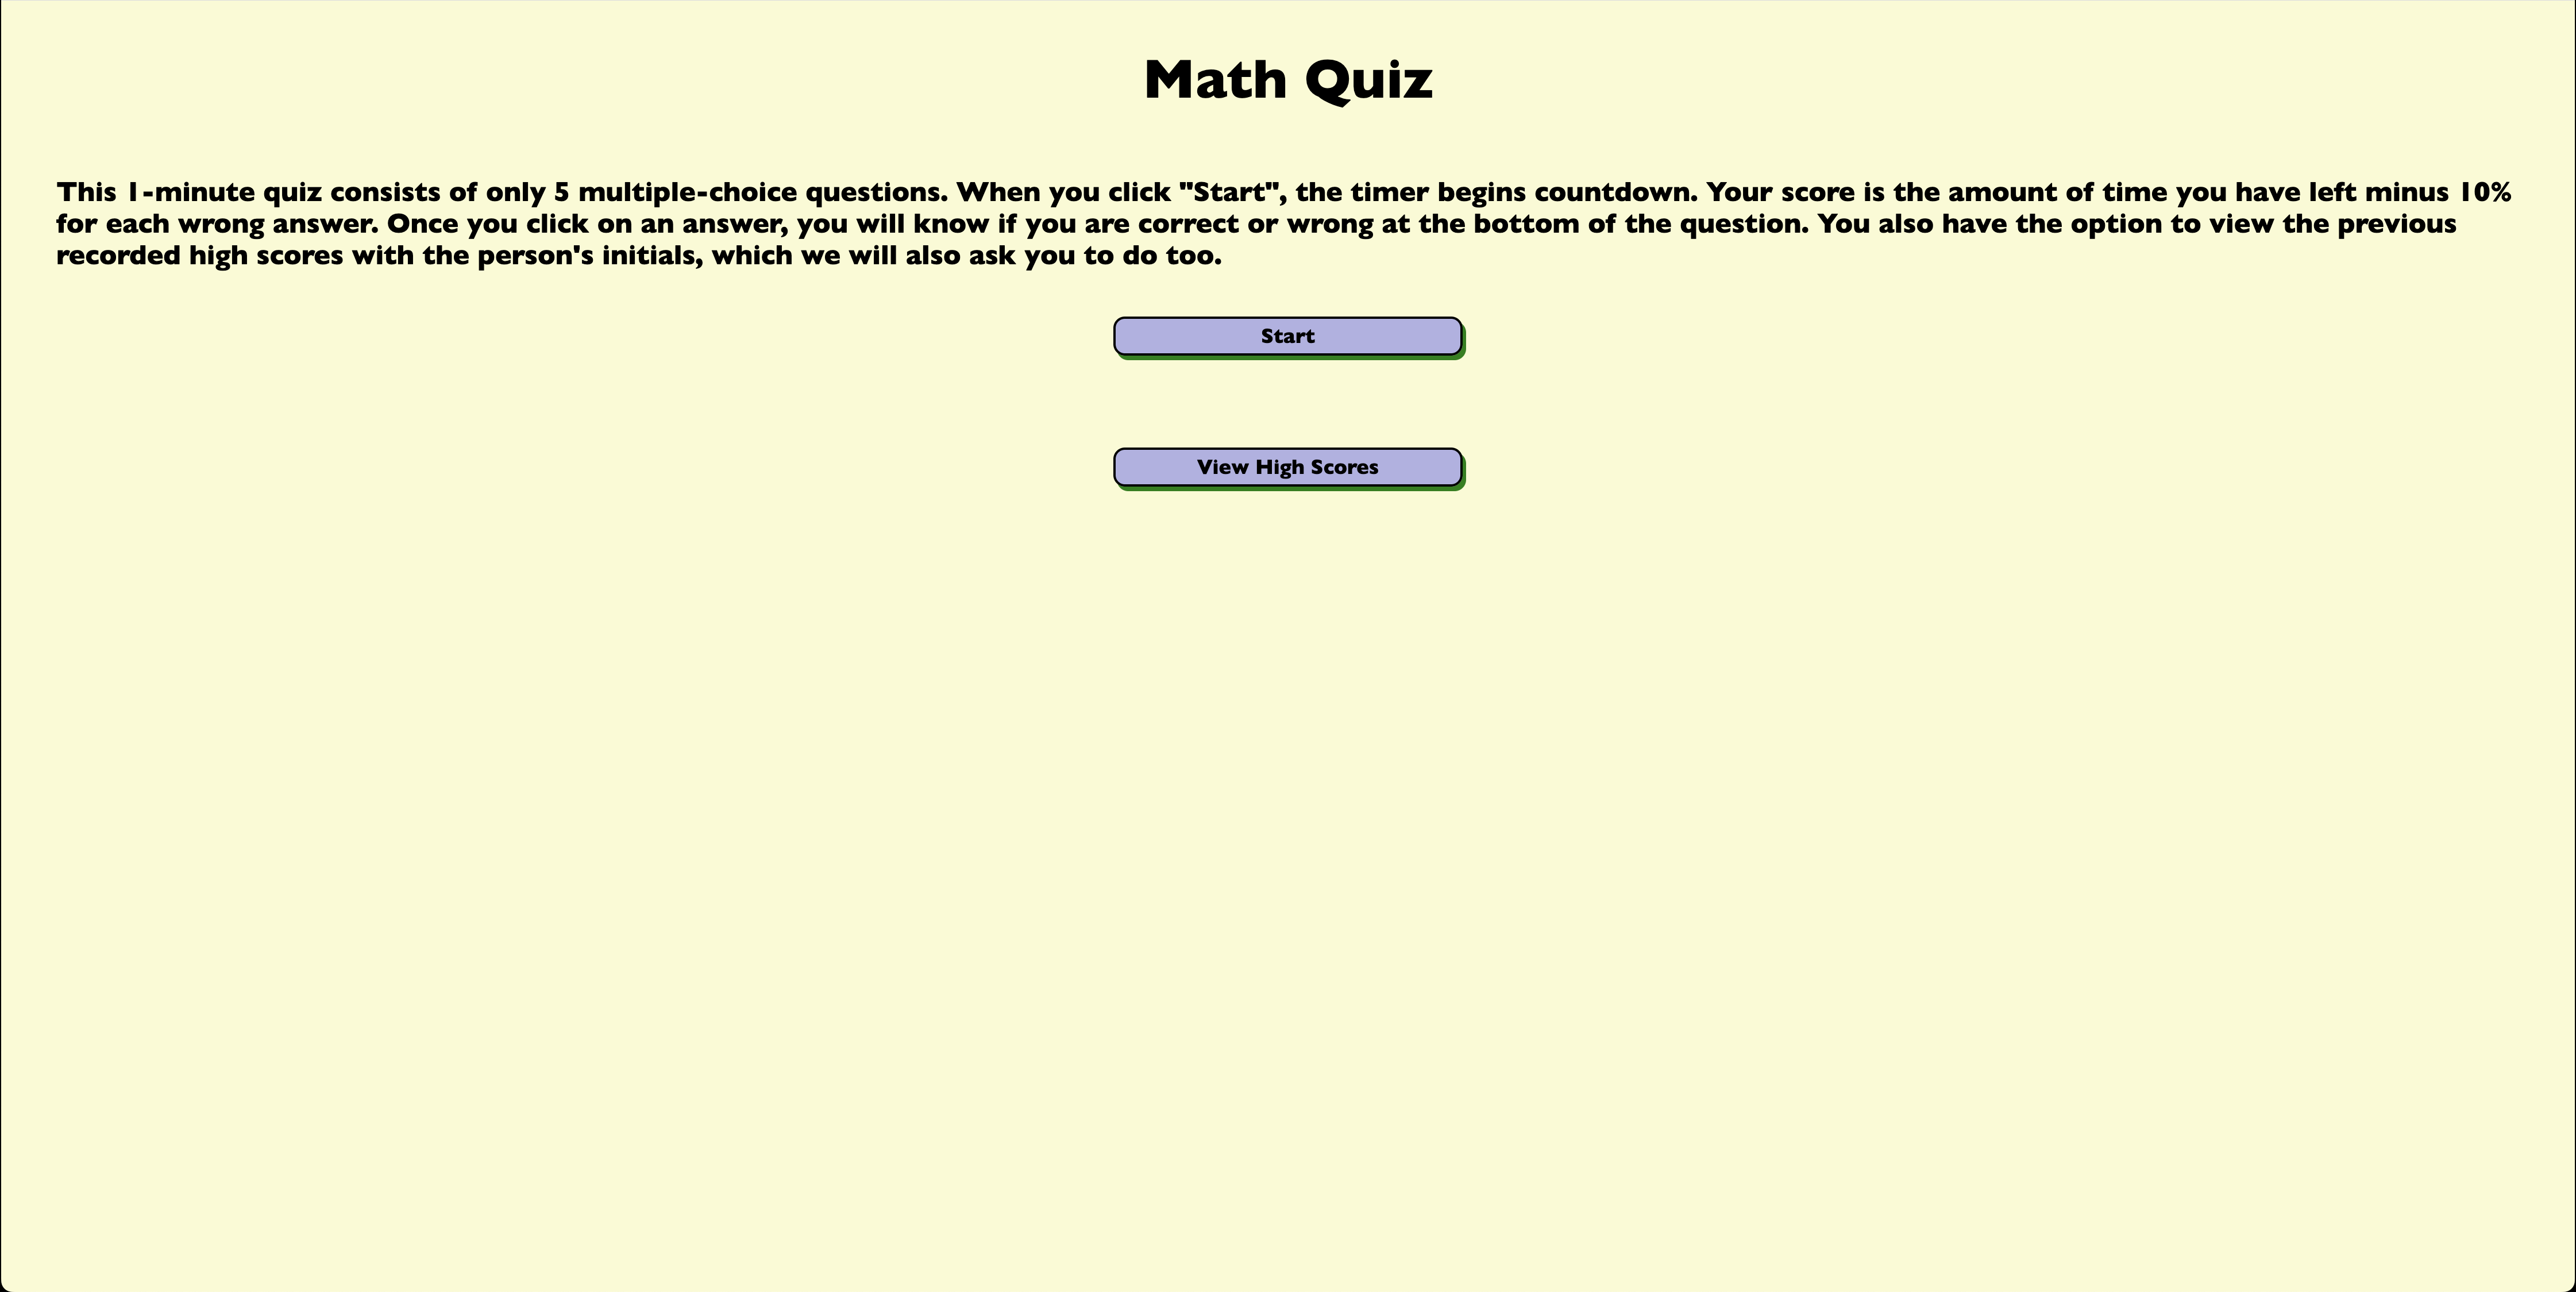 Math Quiz
This 1-minute quiz consists of only 5 multiple-choice questions. When you click "Start", the timer begins countdown. Your score is the amount of time you have left minus 10%
for each wrong answer. Once you click on an answer, you will know if you are correct or wrong at the bottom of the question. You also have the option to view the previous
recorded high scores with the person's initials, which we will also ask you to do too.
Start
View High Scores